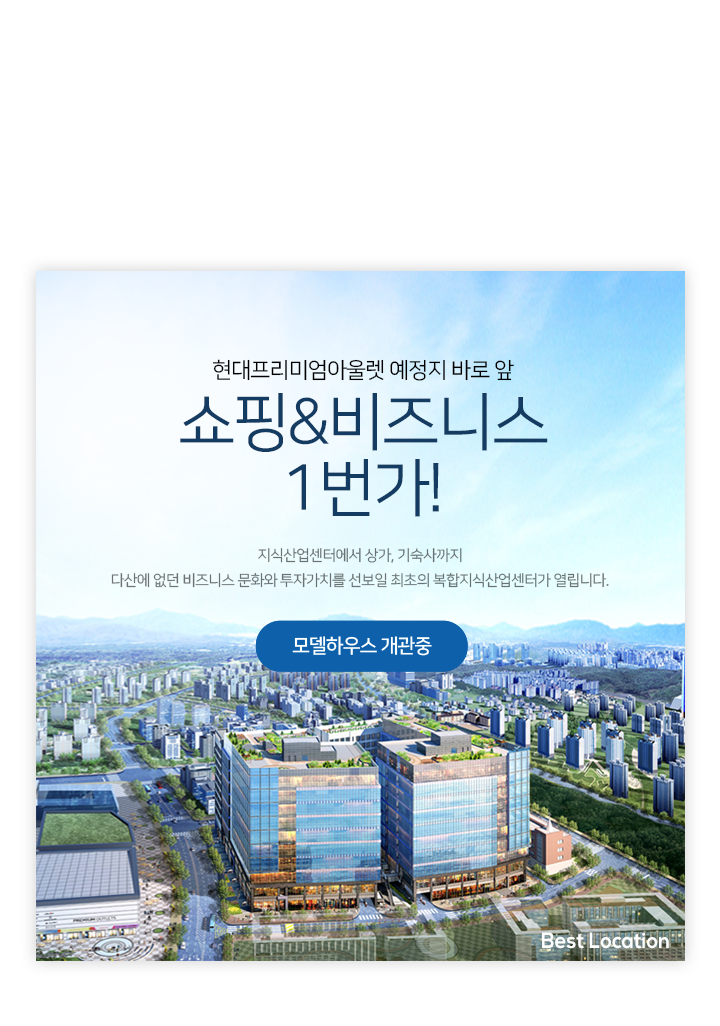 현대프리미엄아울렛 예정지 바로 앞
쇼핑&비즈니스
1번가!
지식산업센터에서 상가, 기숙사까지
다산에 없던 비즈니스 문화와 투자가치를 선보일 최초의 복합지식산업센터가 열립니다.
모델하우스 개관중
PREMIUM OUTLETS
Best Location